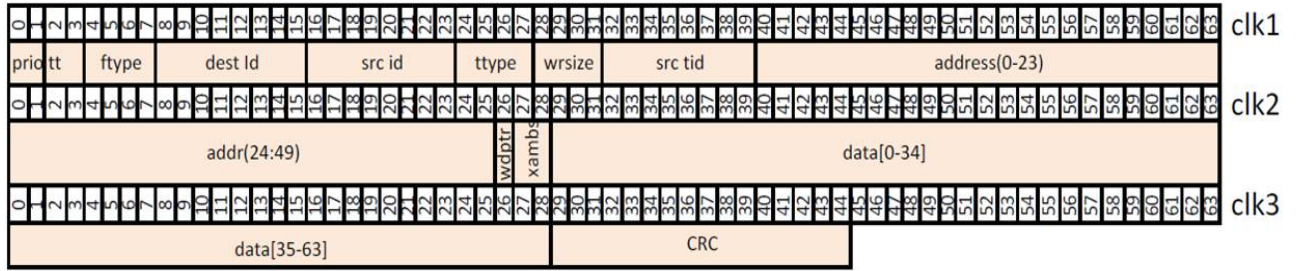 0 1 2 3 4 5 6 7 8 9 10 11 12 13 14 15 16 17 18 19 20 21 22 23 24 25 26 27 28 29 30 31 32 33 34 35 36 37 38 39 40 41 42 43 44 45 46 47 48 49 50 51 52 53 54 55 56 57 58 59 60 61 62 63 clk1
prio tt ftype dest Id src id ttype wrsize src tid address(0-23)
0 1 2 3 4 5 6 7 8 9 10 11 12 13 14 15 16 17 18 19 20 21 22 23 24 25 26 27 28 29 30 31 32 33 34 35 36 37 38 39 40 41 42 43 44 45 46 47 48 49 50 51 52 53 54 55 56 57 58 59 60 61 62 63 clk2
addr(24:49) wdptr xambs data[0-34]
0 1 2 3 4 5 6 7 8 9 10 11 12 13 14 15 16 17 18 19 20 21 22 23 24 25 26 27 28 29 30 31 32 33 34 35 36 37 38 39 40 41 42 43 44 45 46 47 48 49 50 51 52 53 54 55 56 57 58 59 60 61 62 63 clk3
data[35-63] CRC